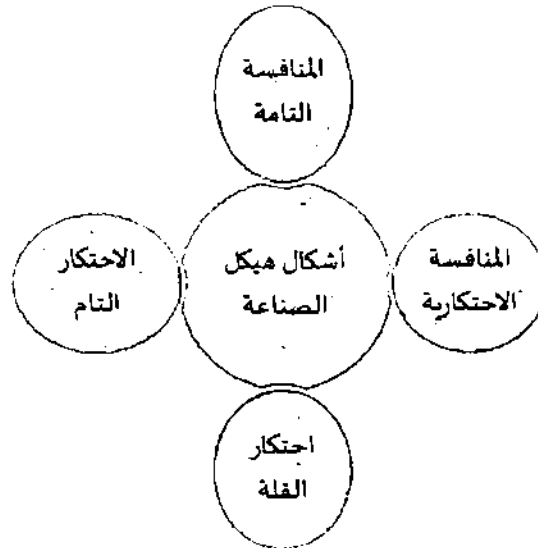 المنافسة
التامة
أشكال هيكل
الصناعة
المنافسة
الاحتكارية
الاحتكار
التام
احتكار
القلة